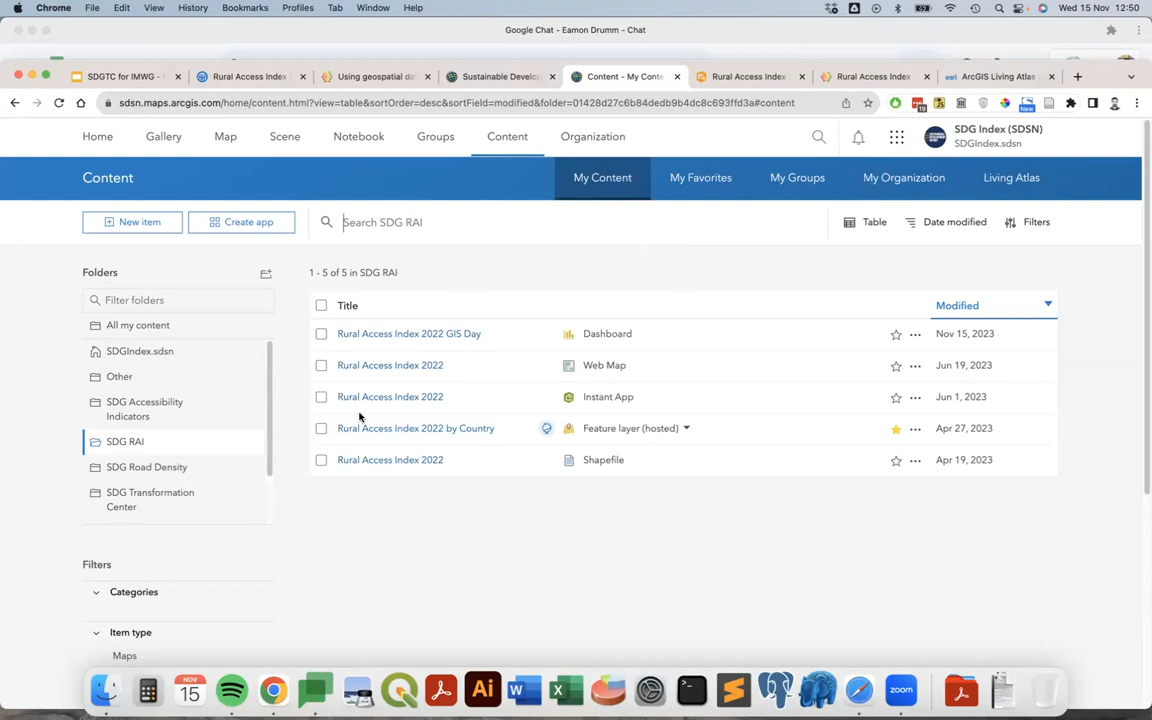 Chrome File Edit View History Bookmarks Profiles Tab Window Help Wed 15 Nov 12:50
Google Chat - Eamon Drumm - Chat
SDGTC for IMWG - Rural Access Index Using geospatial da Sustainable Develop Content - My Conte Rural Access Index Rural Access Index esri ArcGIS Living Atlas
sdsn.maps.arcgis.com/home/content.html?view=table&sortOrder=desc&sortField=modified&folder=01428d27c6b84dedb9b4dc8c693ffd3a#content
Home Gallery Map Scene Notebook Groups Content Organization SDG Index (SDSN)
SDGIndex.sdsn
Content My Content My Favorites My Groups My Organization Living Atlas
New item Create app Search SDG RAI Table Date modified Filters
Folders 1 - 5 of 5 in SDG RAI
Filter folders Title Modified
All my content Rural Access Index 2022 GIS Day Dashboard Nov 15, 2023
SDGIndex.sdsn Rural Access Index 2022 Web Map Jun 19, 2023
Other Rural Access Index 2022 Instant App Jun 1, 2023
SDG Accessibility
Indicators
SDG RAI Rural Access Index 2022 by Country Feature layer (hosted) Apr 27, 2023
SDG Road Density Rural Access Index 2022 Shapefile Apr 19, 2023
SDG Transformation
Center
Filters
Categories
Item type
Maps
NOV
15 Ai W X zoom